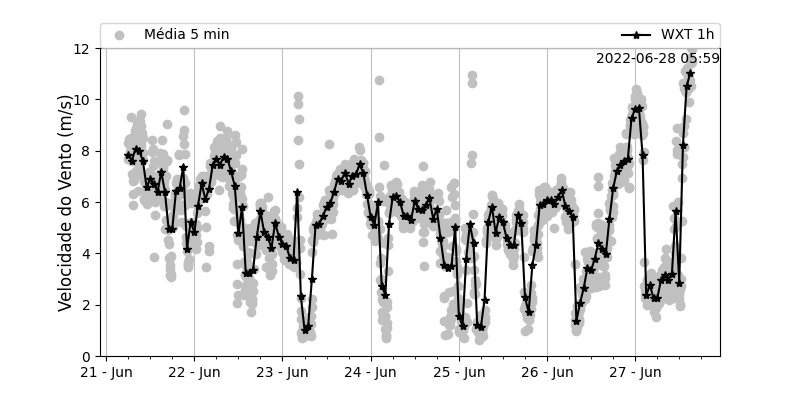 Média 5 min
WXT 1h
2022-06-28 05:59
Velocidade do Vento (m/s)
12
10
8
6
4
2
0
21 - Jun
22 - Jun
23 - Jun
24 - Jun
25 - Jun
26 - Jun
27 - Jun